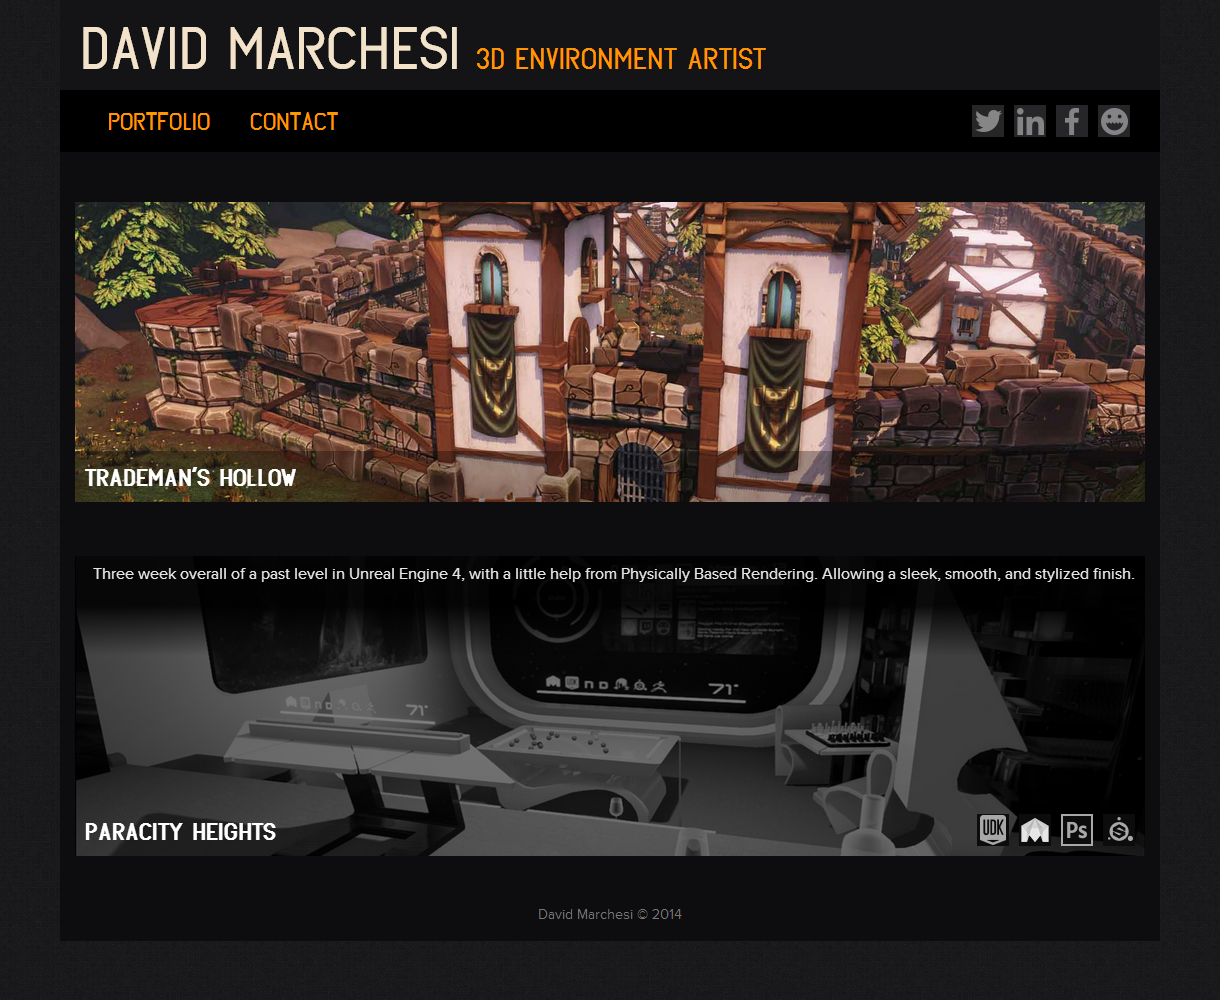 DAVID MARCHESI 3D ENVIRONMENT ARTIST
PORTFOLIO CONTACT
in f
TRADEMAN'S HOLLOW
Three week overall of a past level in Unreal Engine 4, with a little help from Physically Based Rendering. Allowing a sleek, smooth, and stylized finish.
71°
71°
PARACITY HEIGHTS
UDK Ps S
David Marchesi © 2014